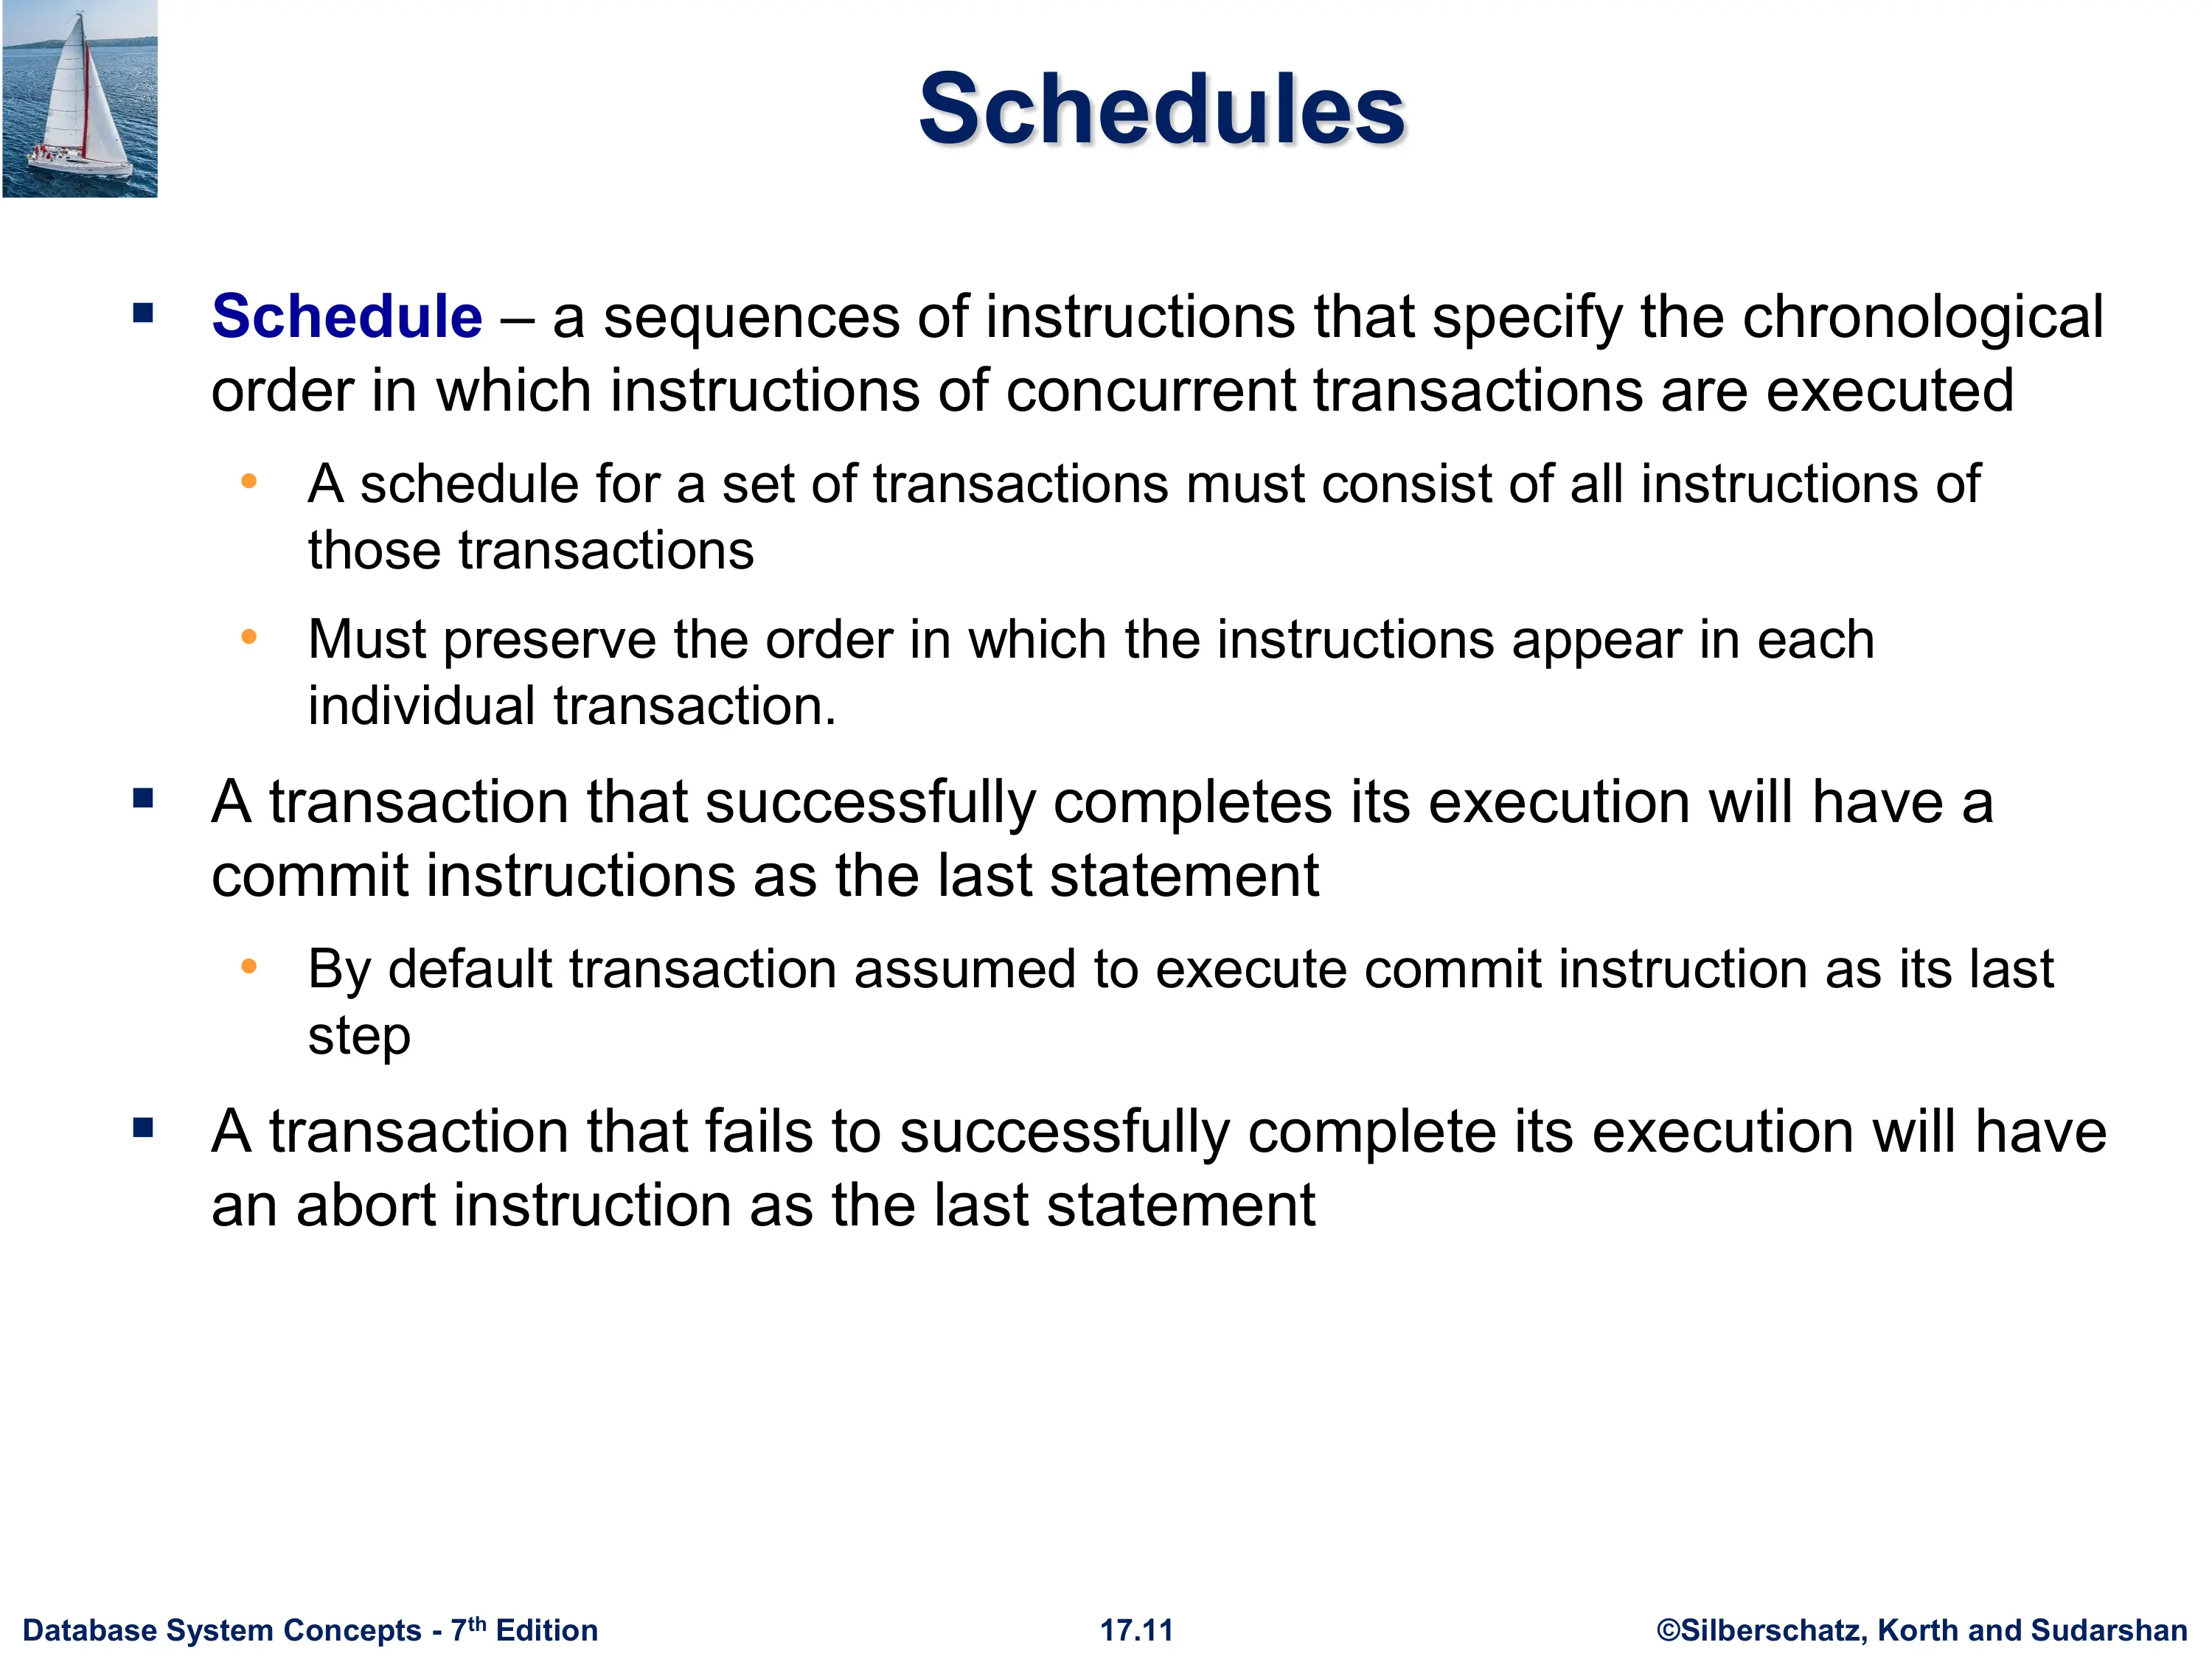 Schedules
▪ Schedule – a sequences of instructions that specify the chronological
order in which instructions of concurrent transactions are executed
• A schedule for a set of transactions must consist of all instructions of
those transactions
• Must preserve the order in which the instructions appear in each
individual transaction.
▪ A transaction that successfully completes its execution will have a
commit instructions as the last statement
• By default transaction assumed to execute commit instruction as its last
step
▪ A transaction that fails to successfully complete its execution will have
an abort instruction as the last statement
Database System Concepts - 7th Edition
17.11
©Silberschatz, Korth and Sudarshan